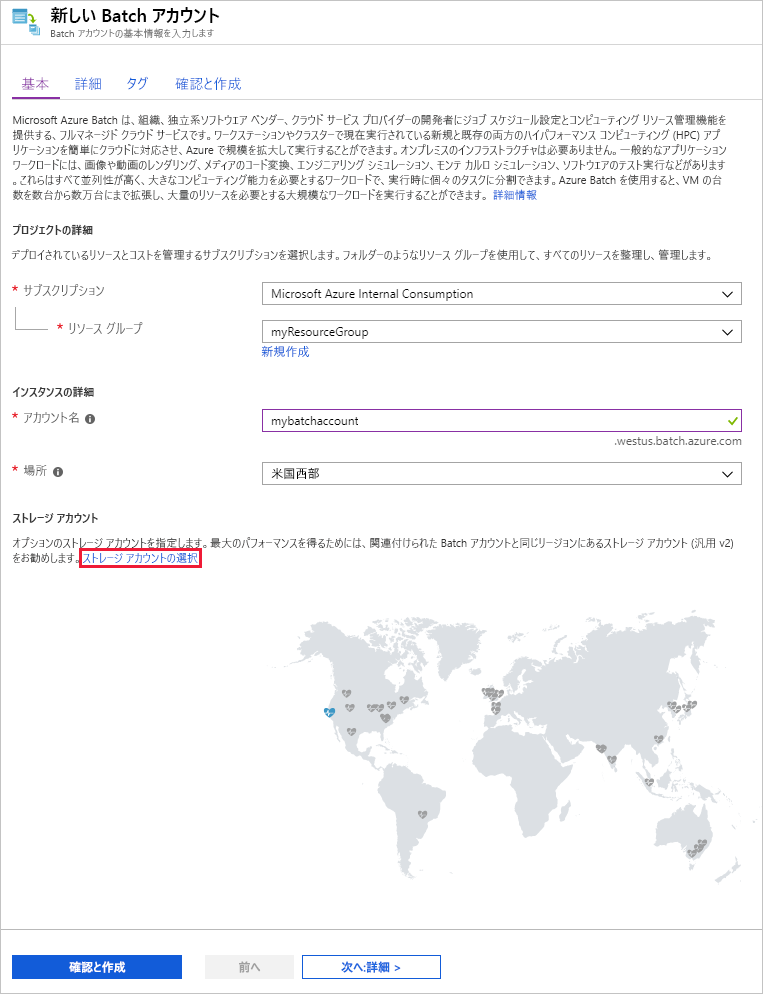 新しい Batch アカウント
Batch アカウントの基本情報を入力します
基本 詳細 タグ 確認と作成
Microsoft Azure Batch は、組織、独立系ソフトウェア ベンダー、クラウド サービス プロバイダーの開発者にジョブ スケジュール設定とコンピューティング リソース管理機能を
提供する、フルマネージド クラウド サービスです。ワークステーションやクラスターで現在実行されている新規と既存の両方のハイパフォーマンス コンピューティング (HPC) アプ
リケーションを簡単にクラウドに対応させ、Azure で規模を拡大して実行することができます。オンプレミスのインフラストラクチャは必要ありません。一般的なアプリケーション
ワークロードには、画像や動画のレンダリング、メディアのコード変換、エンジニアリング シミュレーション、モンテ カルロ シミュレーション、ソフトウェアのテスト実行などがあります
。これらはすべて並列性が高く、大きなコンピューティング能力を必要とするワークロードで、実行時に個々のタスクに分割できます。Azure Batch を使用すると、VM の台
数を数台から数万台にまで拡張し、大量のリソースを必要とする大規模なワークロードを実行することができます。 詳細情報
プロジェクトの詳細
デプロイされているリソースとコストを管理するサブスクリプションを選択します。フォルダーのようなリソース グループを使用して、すべてのリソースを整理し、管理します。
* サブスクリプション
Microsoft Azure Internal Consumption
* リソース グループ
myResourceGroup
新規作成
インスタンスの詳細
* アカウント名
mybatchaccount
.westus.batch.azure.com
* 場所
米国西部
ストレージ アカウント
オプションのストレージ アカウントを指定します。最大のパフォーマンスを得るためには、関連付けられた Batch アカウントと同じリージョンにあるストレージ アカウント (汎用 v2)
をお勧めします。ストレージ アカウントの選択
確認と作成 前へ 次へ:詳細 >